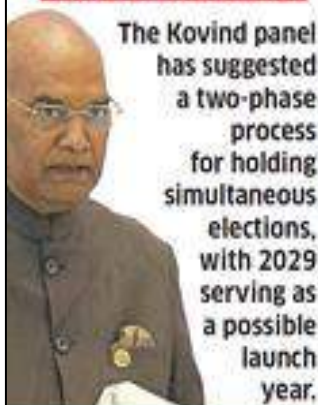 The Kovind panel
has suggested
a two-phase
process
for holding
simultaneous
elections,
with 2029
serving as
a possible
launch
year.